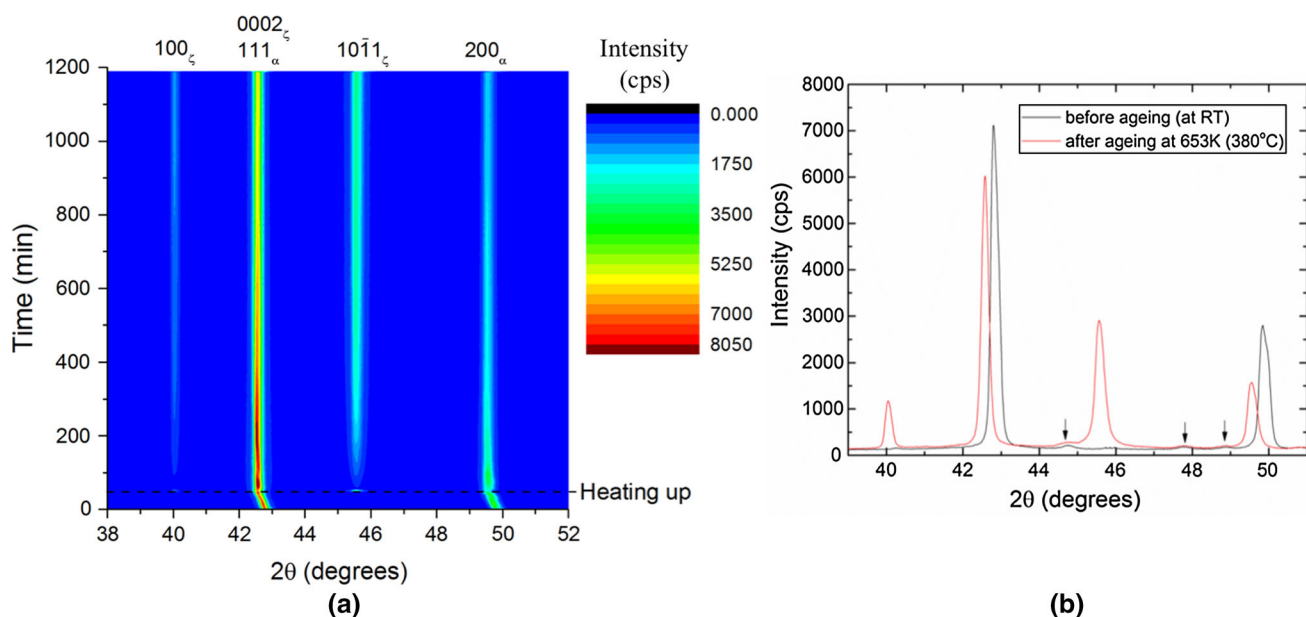 0002ζ
100ζ 111α 101̄1ζ 200α
Intensity
(cps)
1200
1000
800
600
400
200
0
Time (min)
38 40 42 44 46 48 50 52
2θ (degrees)
Heating up
0.000
1750
3500
5250
7000
8050
(a)
8000
7000
6000
5000
4000
3000
2000
1000
0
Intensity (cps)
before ageing (at RT)
after ageing at 653K (380°C)
40 42 44 46 48 50
2θ (degrees)
(b)